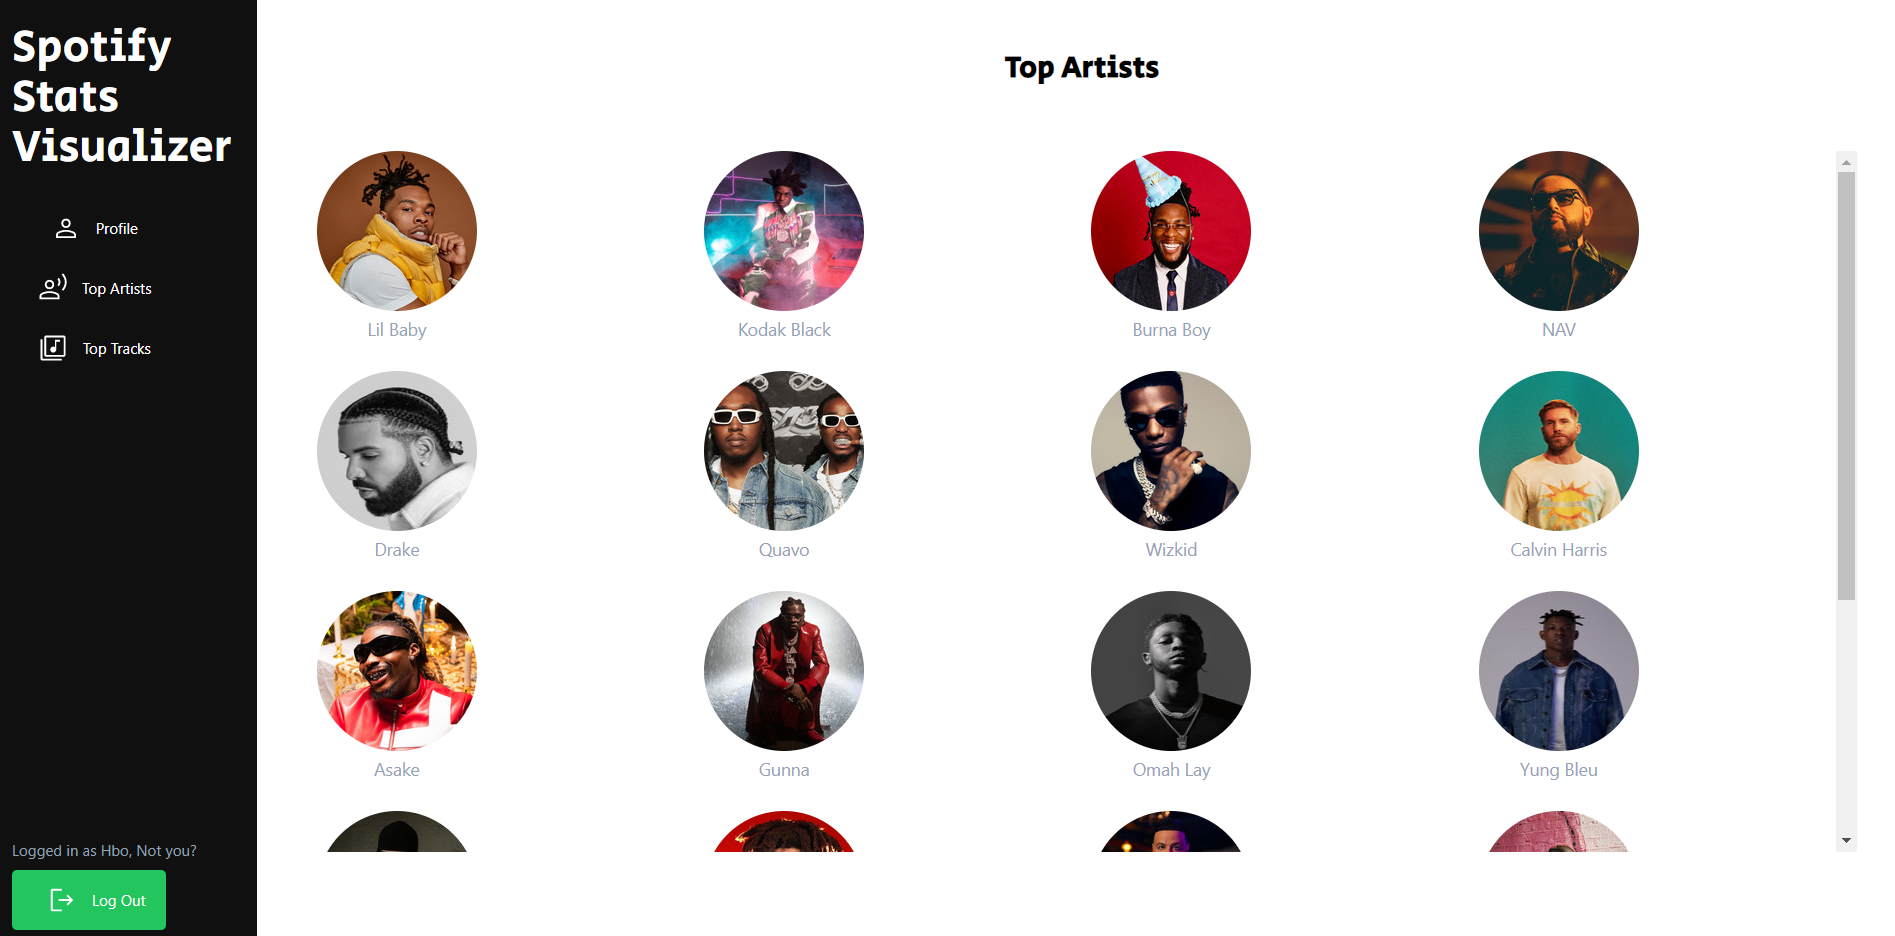 Spotify
Stats
Visualizer
Profile
Top Artists
Top Tracks
Logged in as Hbo, Not you?
Log Out
Top Artists
Lil Baby
Kodak Black
Burna Boy
NAV
Drake
Quavo
Wizkid
Calvin Harris
Asake
Gunna
Omah Lay
Yung Bleu